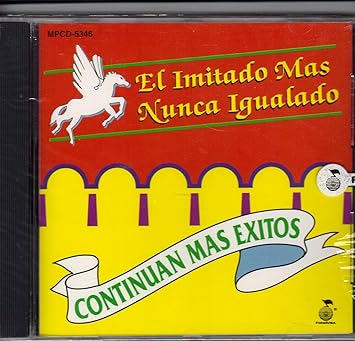 MPCD-5346
El Imitado Mas
Nunca Igualado
CONTINUAN MAS EXITOS